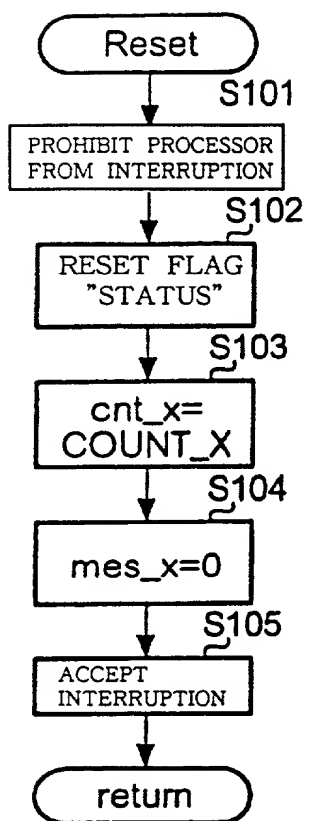 Reset
S101
PROHIBIT PROCESSOR
FROM INTERRUPTION
S102
RESET FLAG
"STATUS"
S103
cnt_x=
COUNT_X
S104
mes_x=0
S105
ACCEPT
INTERRUPTION
return